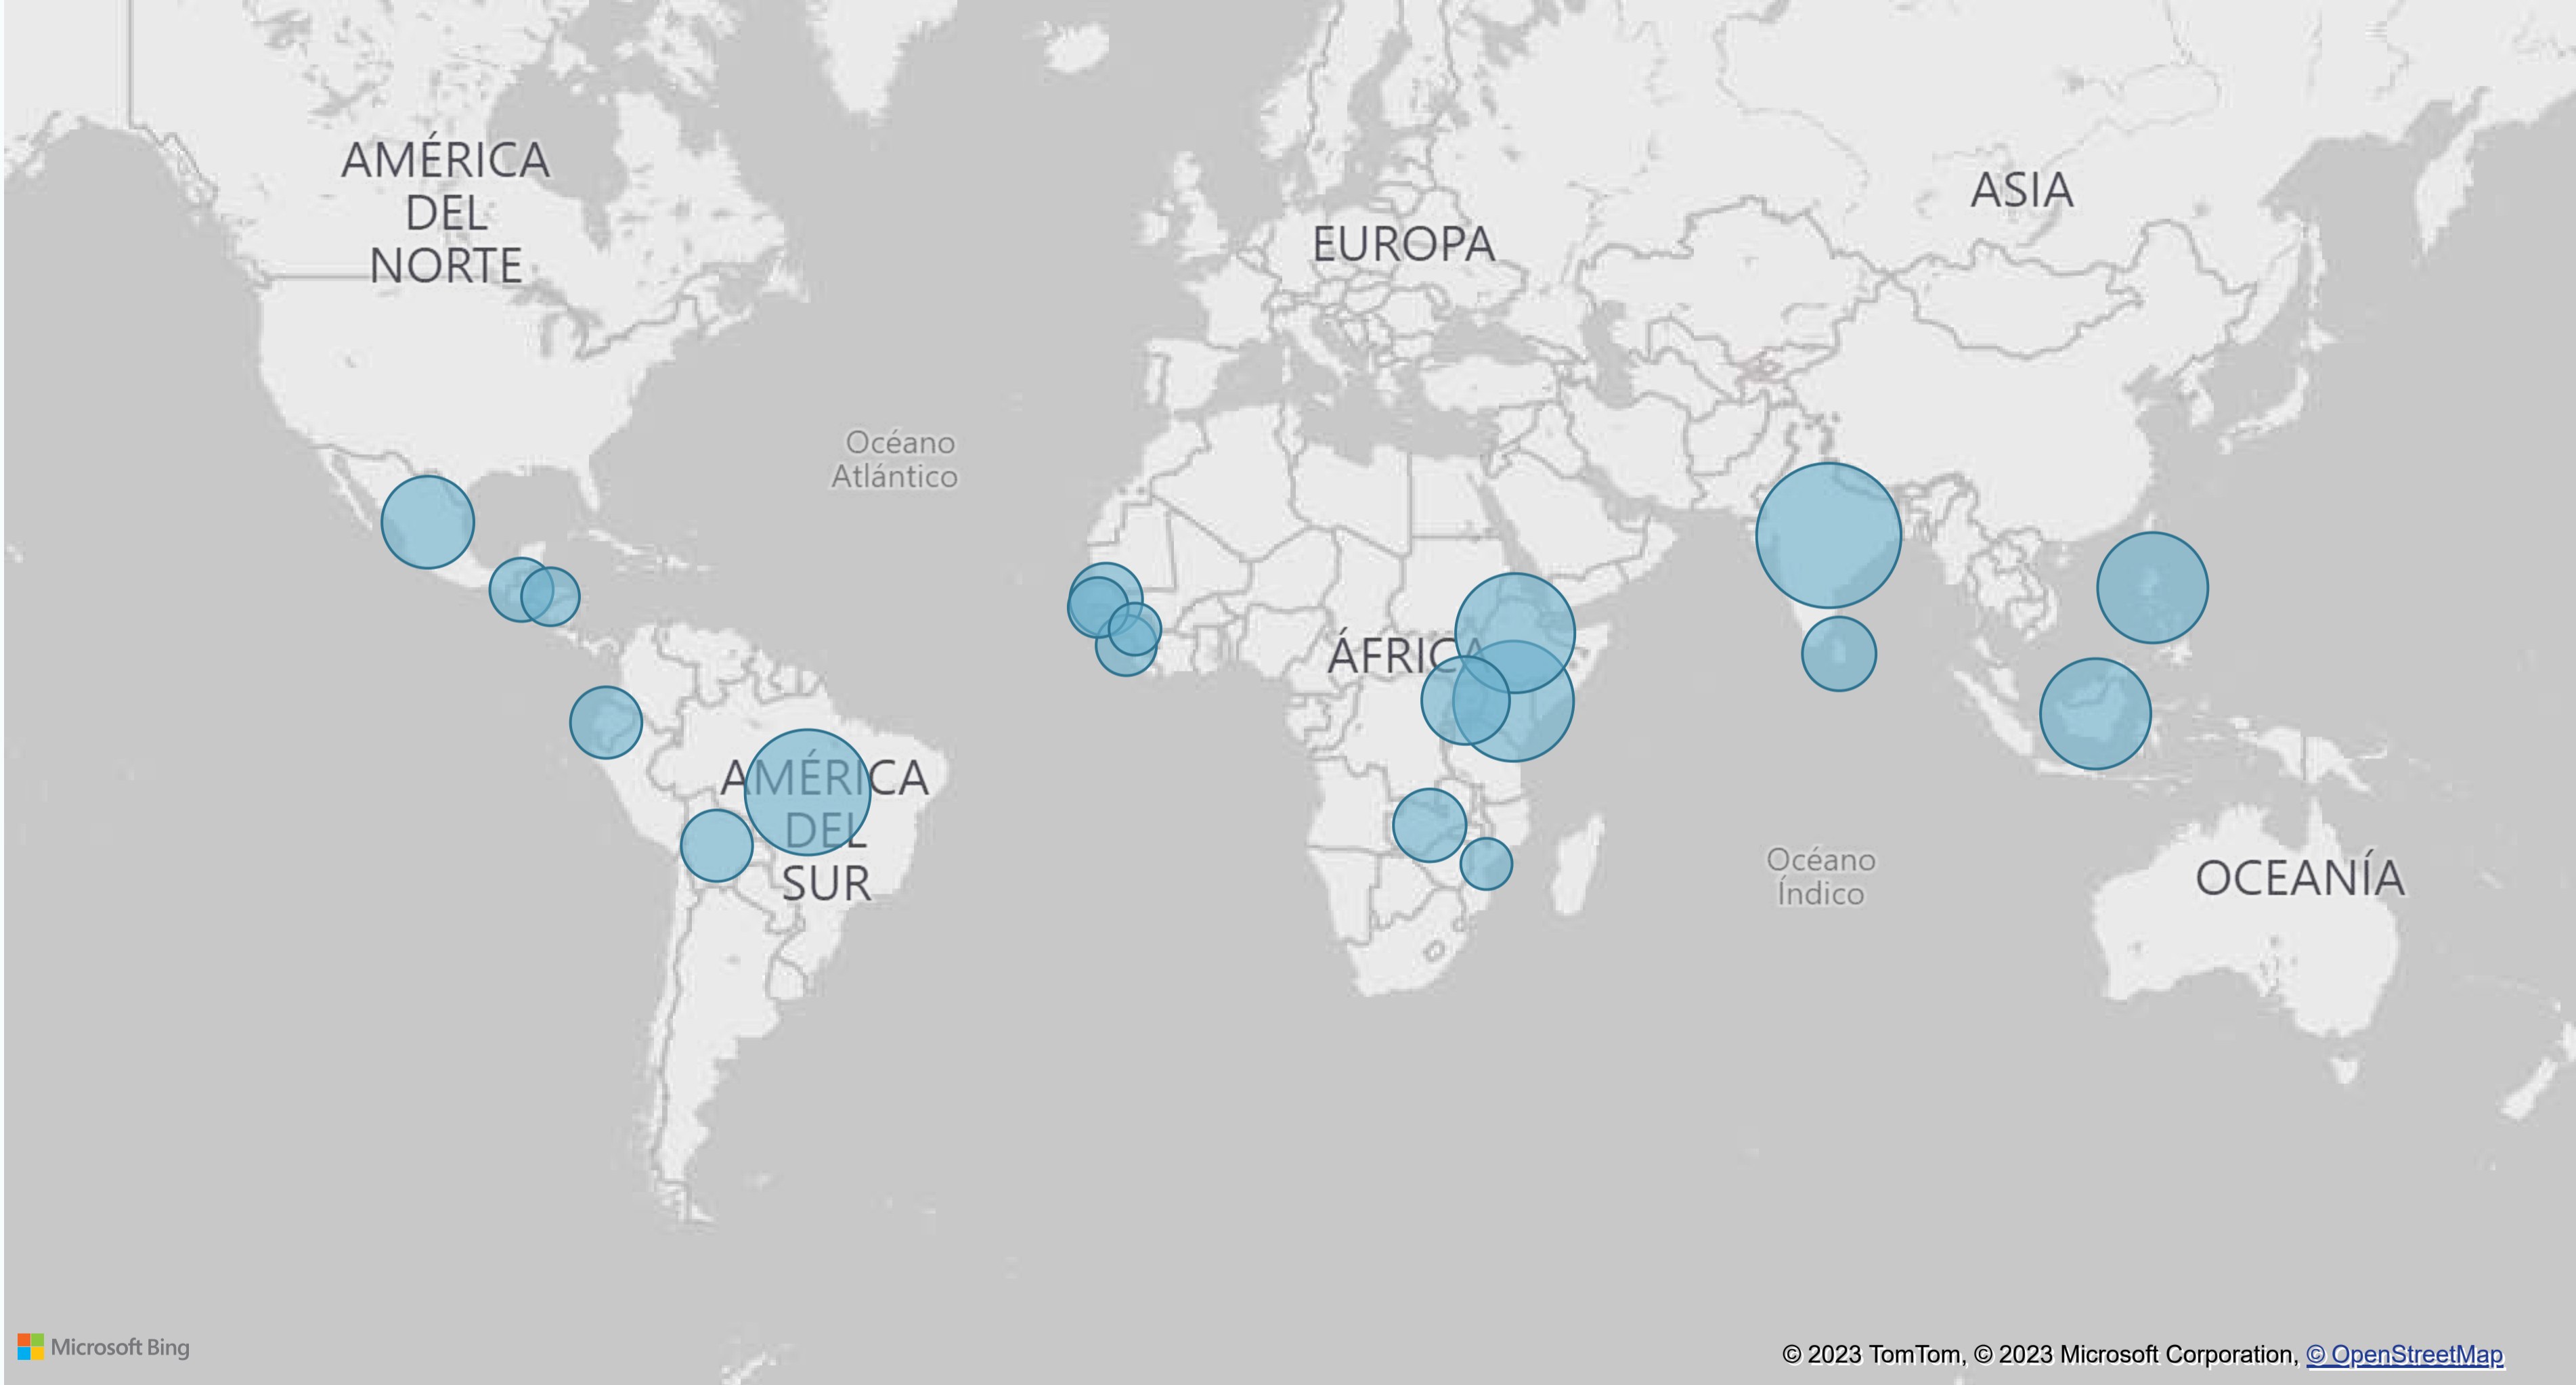 AMÉRICA
DEL
NORTE
EUROPA
ASIA
Océano
Atlántico
ÁFRICA
AMÉRICA
DEL
SUR
Océano
Índico
OCEANÍA
Microsoft Bing
© 2023 TomTom, © 2023 Microsoft Corporation, © OpenStreetMap